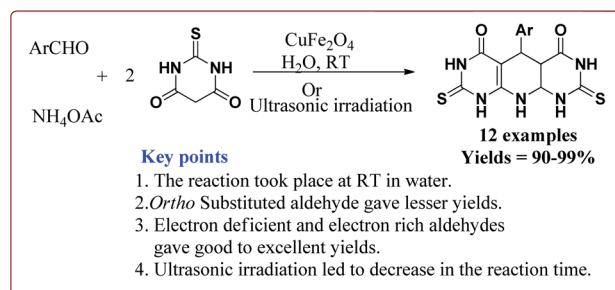 ArCHO
+ 2
NH4OAc
S
HN NH
O O
CuFe2O4
H2O, RT
Or
Ultrasonic irradiation
O Ar O
HN NH
S N H N H N H S
12 examples
Yields = 90-99%
Key points
1. The reaction took place at RT in water.
2.Ortho Substituted aldehyde gave lesser yields.
3. Electron deficient and electron rich aldehydes
gave good to excellent yields.
4. Ultrasonic irradiation led to decrease in the reaction time.